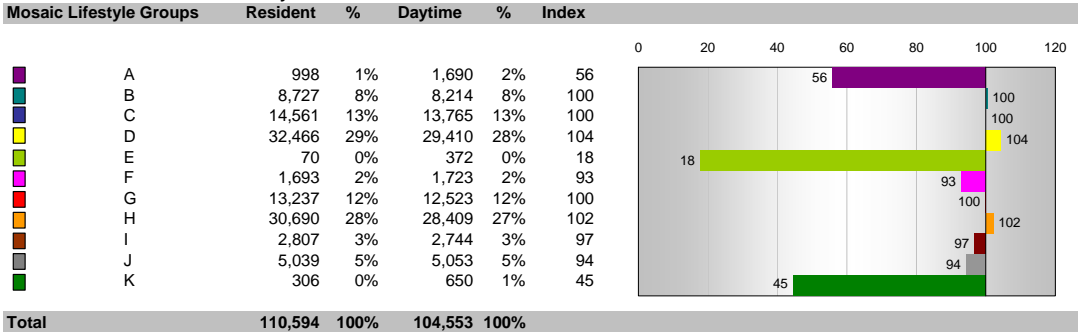 Mosaic Lifestyle Groups Resident % Daytime % Index
0 20 40 60 80 100 120
A 998 1% 1,690 2% 56 56
B 8,727 8% 8,214 8% 100 100
C 14,561 13% 13,765 13% 100 100
D 32,466 29% 29,410 28% 104 104
E 70 0% 372 0% 18 18
F 1,693 2% 1,723 2% 93 93
G 13,237 12% 12,523 12% 100 100
H 30,690 28% 28,409 27% 102 102
I 2,807 3% 2,744 3% 97 97
J 5,039 5% 5,053 5% 94 94
K 306 0% 650 1% 45 45
Total 110,594 100% 104,553 100%